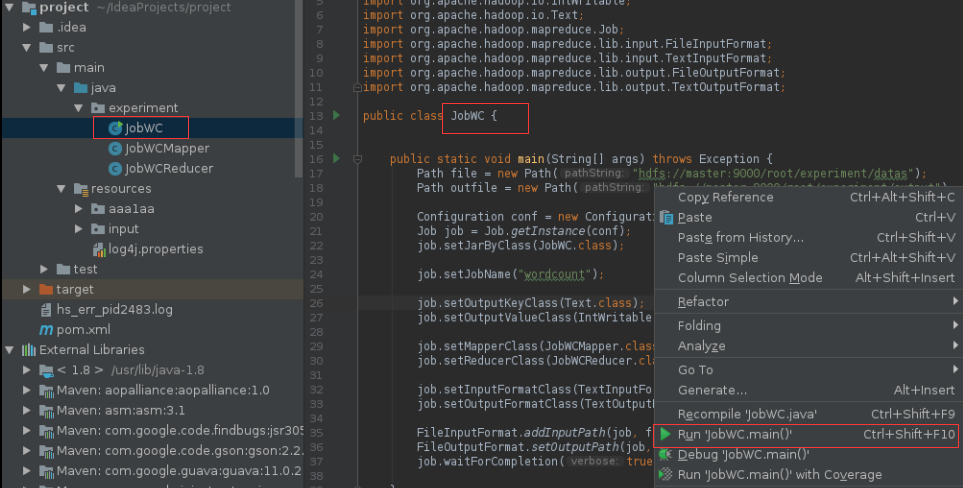 project ~/IdeaProjects/project
.idea
src
main
java
experiment
JobWC
JobWCMapper
JobWCReducer
resources
aaa1aa
input
log4j.properties
test
target
hs_err_pid2483.log
pom.xml
External Libraries
< 1.8 > /usr/lib/java-1.8
Maven: aopalliance:aopalliance:1.0
Maven: asm:asm:3.1
Maven: com.google.code.findbugs:jsr305
Maven: com.google.code.gson:gson:2.2.
Maven: com.google.guava:guava:11.0.2
5 import org.apache.hadoop.io.IntWritable;
6 import org.apache.hadoop.io.Text;
7 import org.apache.hadoop.mapreduce.Job;
8 import org.apache.hadoop.mapreduce.lib.input.FileInputFormat;
9 import org.apache.hadoop.mapreduce.lib.input.TextInputFormat;
10 import org.apache.hadoop.mapreduce.lib.output.FileOutputFormat;
11 import org.apache.hadoop.mapreduce.lib.output.TextOutputFormat;
12
13 public class JobWC {
14
15
16 public static void main(String[] args) throws Exception {
17 Path file = new Path( pathString: "hdfs://master:9000/root/experiment/datas");
18 Path outfile = new Path( pathString: "hdfs://master:9000/root/experiment/output")
19
20 Configuration conf = new Configurati
21 Job job = Job.getInstance(conf);
22 job.setJarByClass(JobWC.class);
23
24 job.setJobName("wordcount");
25
26 job.setOutputKeyClass(Text.class);
27 job.setOutputValueClass(IntWritable
28
29 job.setMapperClass(JobWCMapper.clas
30 job.setReducerClass(JobWCReducer.cl
31
32 job.setInputFormatClass(TextInputFo
33 job.setOutputFormatClass(TextOutput
34
35 FileInputFormat.addInputPath(job, f
36 FileOutputFormat.setOutputPath(job,
37 job.waitForCompletion( verbose: true
38
Copy Reference Ctrl+Alt+Shift+C
Paste Ctrl+V
Paste from History... Ctrl+Shift+V
Paste Simple Ctrl+Alt+Shift+V
Column Selection Mode Alt+Shift+Insert
Refactor
Folding
Analyze
Go To
Generate... Alt+Insert
Recompile 'JobWC.java' Ctrl+Shift+F9
Run 'JobWC.main()' Ctrl+Shift+F10
Debug 'JobWC.main()'
Run 'JobWC.main()' with Coverage